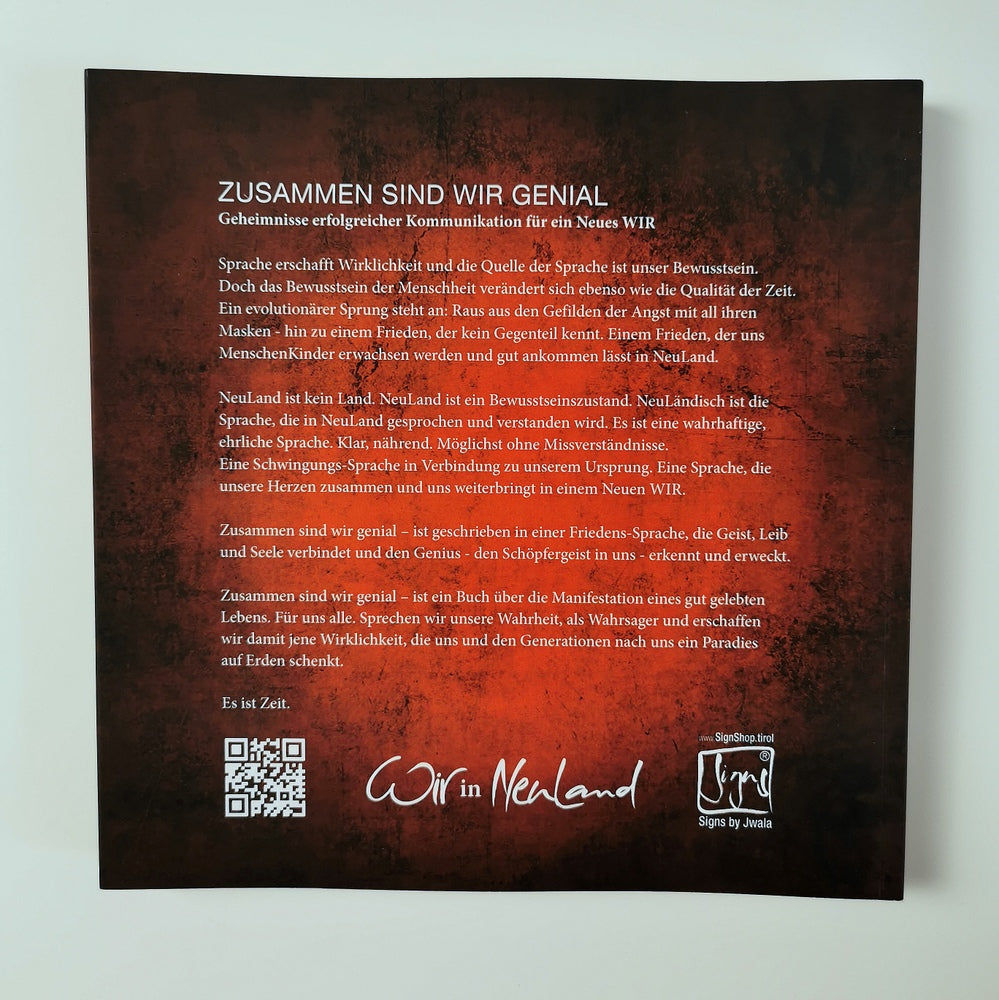 ZUSAMMEN SIND WIR GENIAL
Geheimnisse erfolgreicher Kommunikation für ein Neues WIR
Sprache erschafft Wirklichkeit und die Quelle der Sprache ist unser Bewusstsein.
Doch das Bewusstsein der Menschheit verändert sich ebenso wie die Qualität der Zeit.
Ein evolutionärer Sprung steht an: Raus aus den Gefilden der Angst mit all ihren
Masken - hin zu einem Frieden, der kein Gegenteil kennt. Einem Frieden, der uns
MenschenKinder erwachsen werden und gut ankommen lässt in NeuLand.
NeuLand ist kein Land. NeuLand ist ein Bewusstseinszustand. NeuLändisch ist die
Sprache, die in NeuLand gesprochen und verstanden wird. Es ist eine wahrhaftige,
ehrliche Sprache. Klar, nährend. Möglichst ohne Missverständnisse.
Eine Schwingungs-Sprache in Verbindung zu unserem Ursprung. Eine Sprache, die
unsere Herzen zusammen und uns weiterbringt in einem Neuen WIR.
Zusammen sind wir genial – ist geschrieben in einer Friedens-Sprache, die Geist, Leib
und Seele verbindet und den Genius - den Schöpfergeist in uns - erkennt und erweckt.
Zusammen sind wir genial – ist ein Buch über die Manifestation eines gut gelebten
Lebens. Für uns alle. Sprechen wir unsere Wahrheit, als Wahrsager und erschaffen
wir damit jene Wirklichkeit, die uns und den Generationen nach uns ein Paradies
auf Erden schenkt.
Es ist Zeit.
www.SignShop.tirol
Wir in NeuLand
Signs®
Signs by Jwala